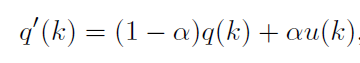 q′(k) = (1 − α)q(k) + αu(k).